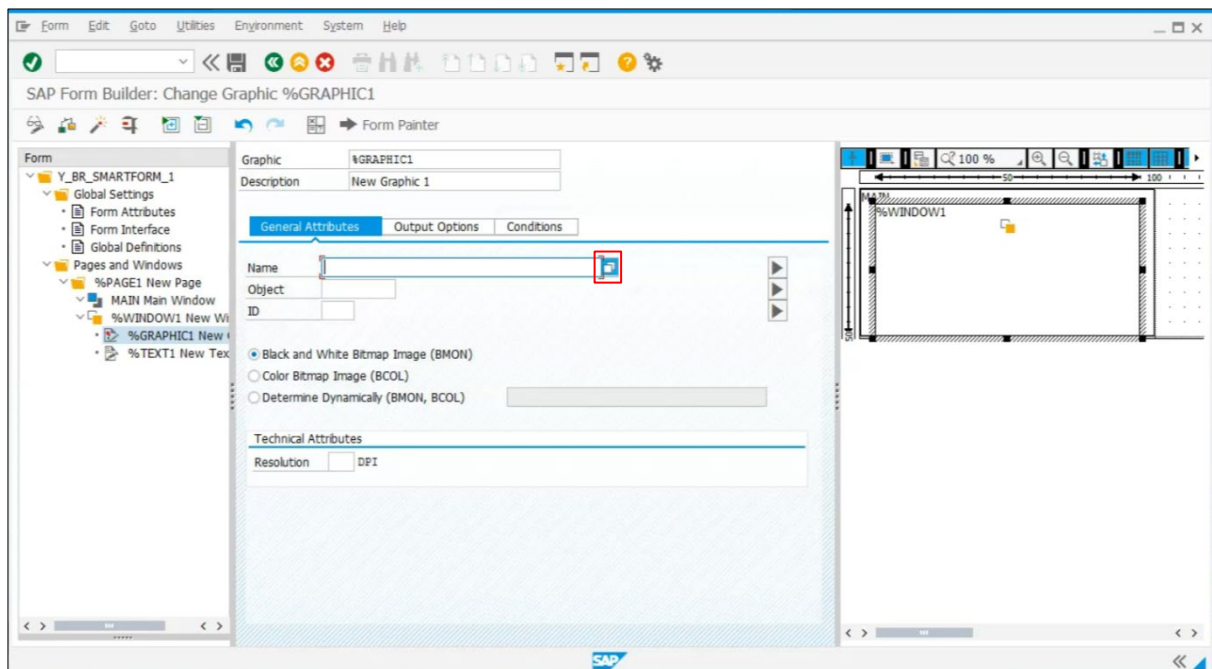 Form Edit Goto Utilities Environment System Help
SAP Form Builder: Change Graphic %GRAPHIC1
Form Painter
Form
Y_BR_SMARTFORM_1
Global Settings
Form Attributes
Form Interface
Global Definitions
Pages and Windows
%PAGE1 New Page
MAIN Main Window
%WINDOW1 New Wi
%GRAPHIC1 New
%TEXT1 New Tex
Graphic %GRAPHIC1
Description New Graphic 1
General Attributes Output Options Conditions
Name
Object
ID
Black and White Bitmap Image (BMON)
Color Bitmap Image (BCOL)
Determine Dynamically (BMON, BCOL)
Technical Attributes
Resolution DPI
100 %
50 100
MAIN
%WINDOW1
50
SAP